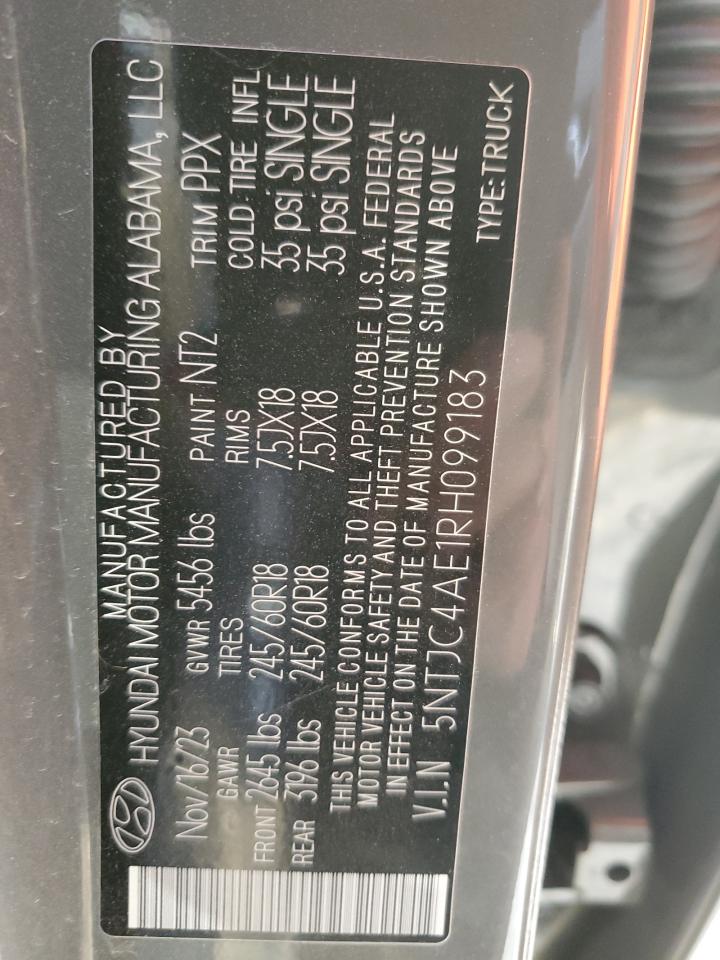 MANUFACTURED BY
HYUNDAI MOTOR MANUFACTURING ALABAMA, LLC
Nov/16/23 GVWR 5456 lbs PAINT NT2 TRIM PPX
GAWR TIRES RIMS COLD TIRE INFL
FRONT 2645 lbs 245/60R18 7.5JX18 35 psi SINGLE
REAR 3196 lbs 245/60R18 7.5JX18 35 psi SINGLE
THIS VEHICLE CONFORMS TO ALL APPLICABLE U.S.A. FEDERAL
MOTOR VEHICLE SAFETY AND THEFT PREVENTION STANDARDS
IN EFFECT ON THE DATE OF MANUFACTURE SHOWN ABOVE
V.I.N 5NTJC4AE1RH099183
TYPE:TRUCK